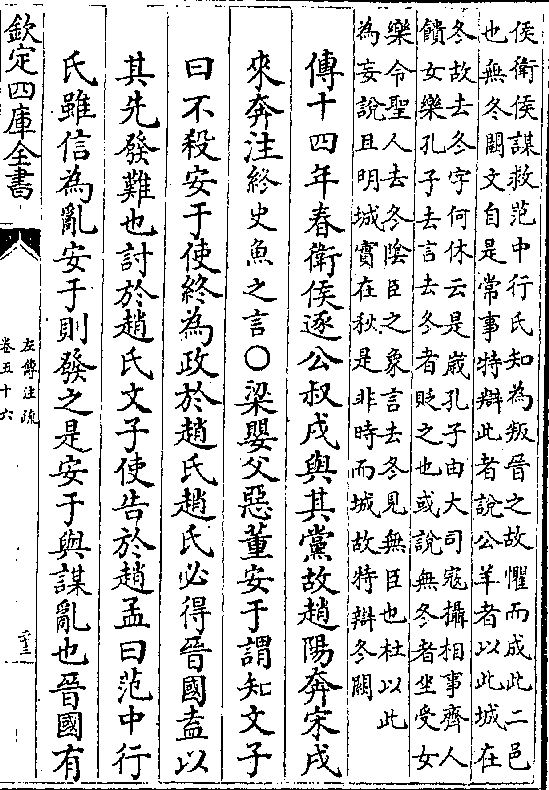 侯衛侯謀救范中行氏知為叛晉之故懼而成此二邑
也無冬闕文自是常事特辯此者說公羊者以此城在
冬故去冬字何休云是歲孔子由大司寇攝相事齊人
饋女樂孔子去言去冬者貶之也或說無冬者坐受女
樂令聖人去冬陰臣之象言去冬見無臣也杜以此
為妄說且明城實在秋是非時而城故特辯冬闕
傳十四年春衛侯逐公叔戍與其黨故趙陽奔宋戍
來奔注終史魚之言○梁嬰父惡董安于謂知文子
曰不殺安于使終為政於趙氏趙氏必得晉國盍以
其先發難也討於趙氏文子使告於趙孟曰范中行
氏雖信為亂安于則發之是安于與謀亂也晉國有
欽定四庫全書
左傳注疏
卷五十六